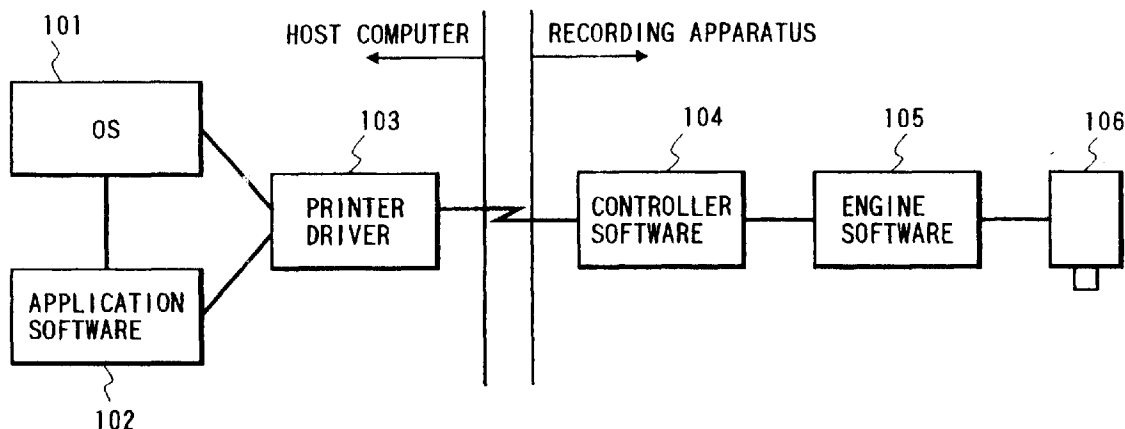 101
HOST COMPUTER
RECORDING APPARATUS
OS
103
104
105
106
PRINTER
DRIVER
CONTROLLER
SOFTWARE
ENGINE
SOFTWARE
APPLICATION
SOFTWARE
102